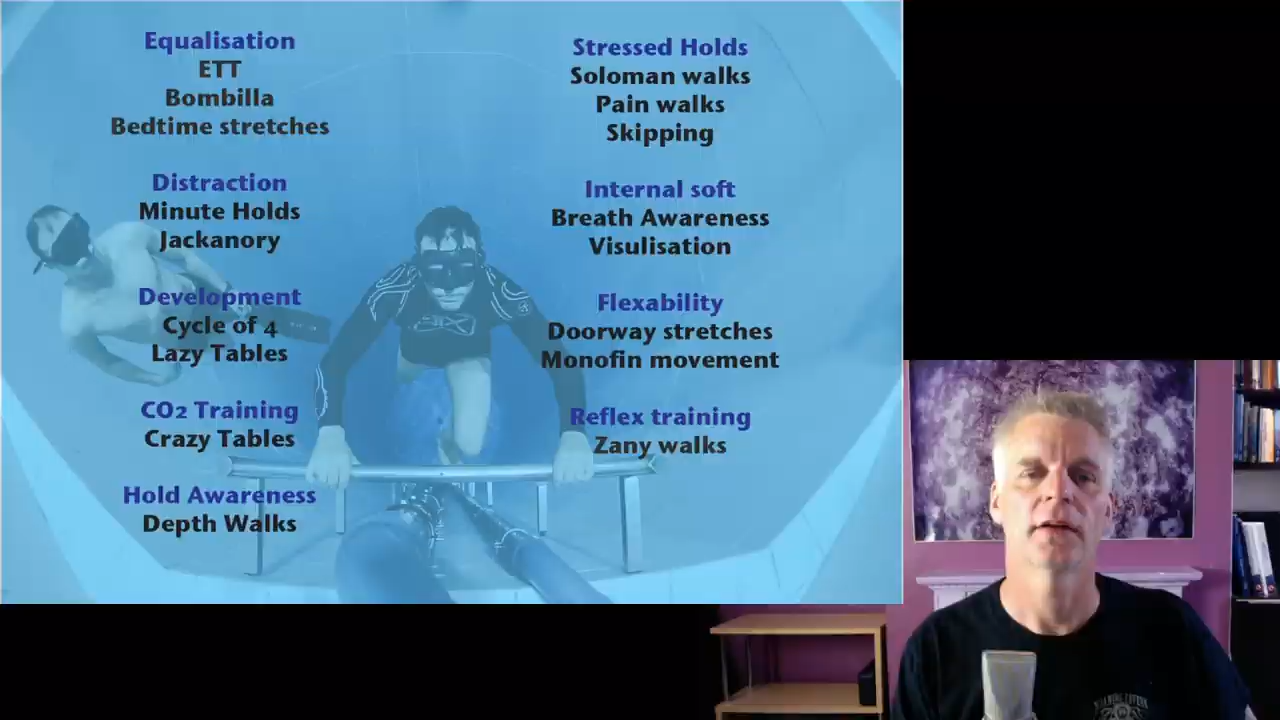 Equalisation
ETT
Bombilla
Bedtime stretches
Distraction
Minute Holds
Jackanory
Development
Cycle of 4
Lazy Tables
CO2 Training
Crazy Tables
Hold Awareness
Depth Walks
Stressed Holds
Soloman walks
Pain walks
Skipping
Internal soft
Breath Awareness
Visulisation
Flexability
Doorway stretches
Monofin movement
Reflex training
Zany walks